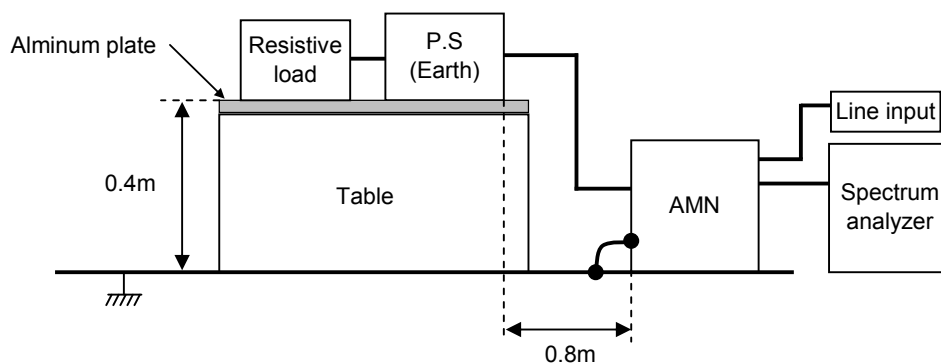 Alminum plate
Resistive
load
P.S
(Earth)
Line input
0.4m
Table
AMN
Spectrum
analyzer
0.8m